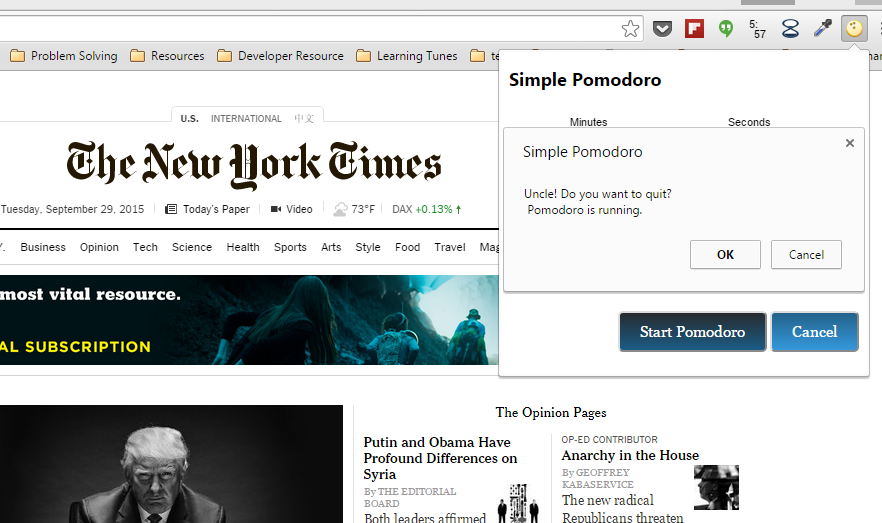 5:
57
Problem Solving
Resources
Developer Resource
Learning Tunes
Simple Pomodoro
Minutes
Seconds
Simple Pomodoro
Uncle! Do you want to quit?
Pomodoro is running.
OK
Cancel
Start Pomodoro
Cancel
U.S.
INTERNATIONAL
中文
The New York Times
Tuesday, September 29, 2015
Today's Paper
Video
73°F
DAX +0.13%
Business
Opinion
Tech
Science
Health
Sports
Arts
Style
Food
Travel
Mag
most vital resource.
AL SUBSCRIPTION
The Opinion Pages
Putin and Obama Have
Profound Differences on
Syria
By THE EDITORIAL
BOARD
Both leaders affirmed
OP-ED CONTRIBUTOR
Anarchy in the House
By GEOFFREY
KABASERVICE
The new radical
Republicans threaten